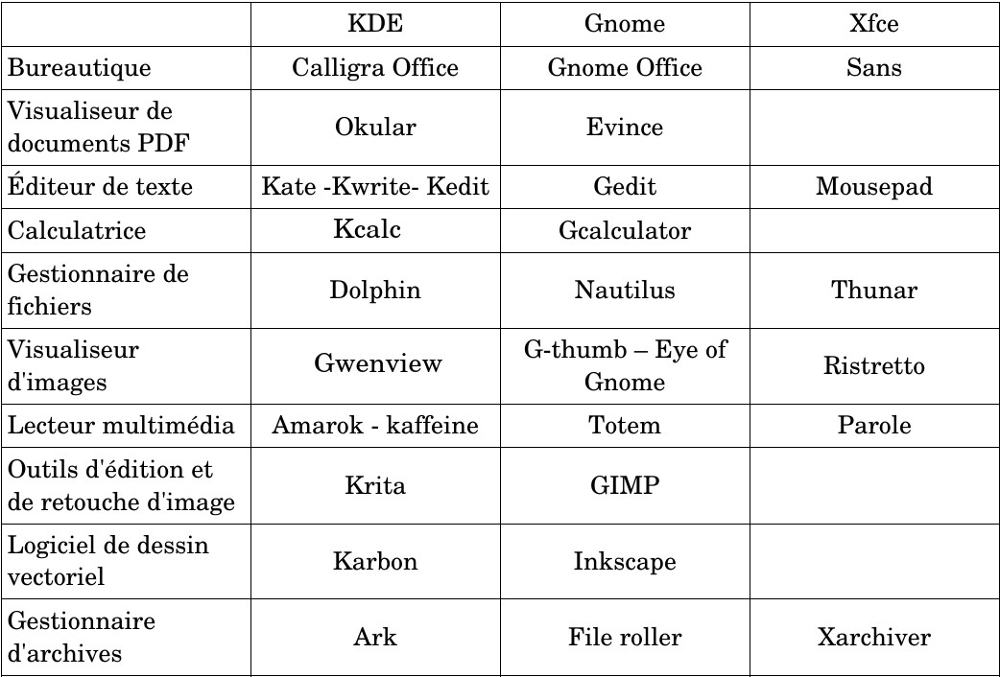 KDE Gnome Xfce
Bureautique Calligra Office Gnome Office Sans
Visualiseur de
documents PDF Okular Evince
Éditeur de texte Kate -Kwrite- Kedit Gedit Mousepad
Calculatrice Kcalc Gcalculator
Gestionnaire de
fichiers Dolphin Nautilus Thunar
Visualiseur
d'images Gwenview G-thumb – Eye of
Gnome Ristretto
Lecteur multimédia Amarok - kaffeine Totem Parole
Outils d'édition et
de retouche d'image Krita GIMP
Logiciel de dessin
vectoriel Karbon Inkscape
Gestionnaire
d'archives Ark File roller Xarchiver